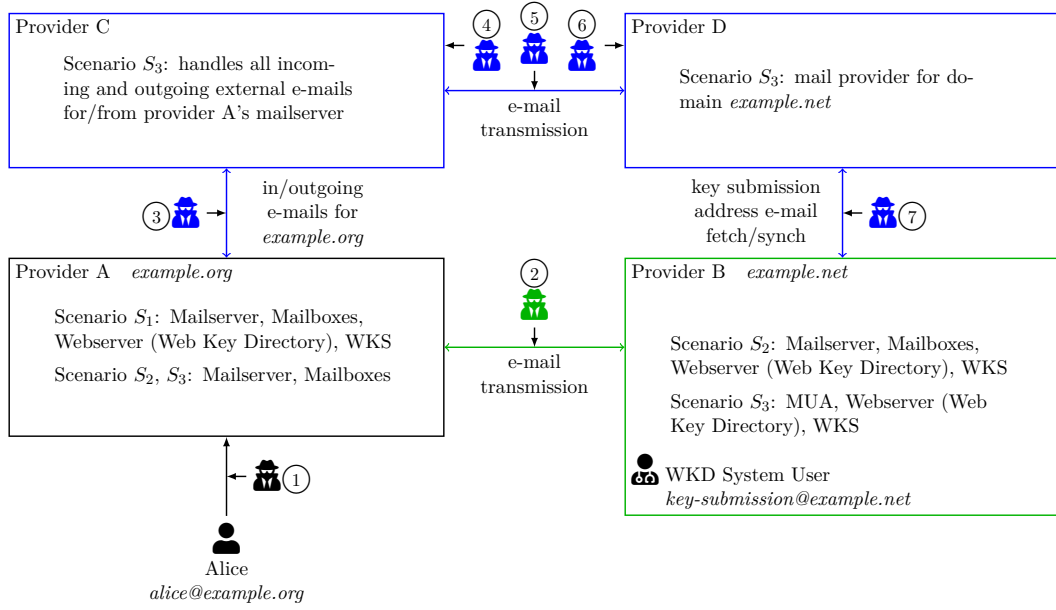 Provider C
Scenario S3: handles all incom-
ing and outgoing external e-mails
for/from provider A's mailserver
4
5
6
e-mail
transmission
Provider D
Scenario S3: mail provider for do-
main example.net
3
in/outgoing
e-mails for
example.org
key submission
address e-mail
fetch/synch
7
Provider A example.org
Scenario S1: Mailserver, Mailboxes,
Webserver (Web Key Directory), WKS
Scenario S2, S3: Mailserver, Mailboxes
2
e-mail
transmission
Provider B example.net
Scenario S2: Mailserver, Mailboxes,
Webserver (Web Key Directory), WKS
Scenario S3: MUA, Webserver (Web
Key Directory), WKS
WKD System User
key-submission@example.net
1
Alice
alice@example.org